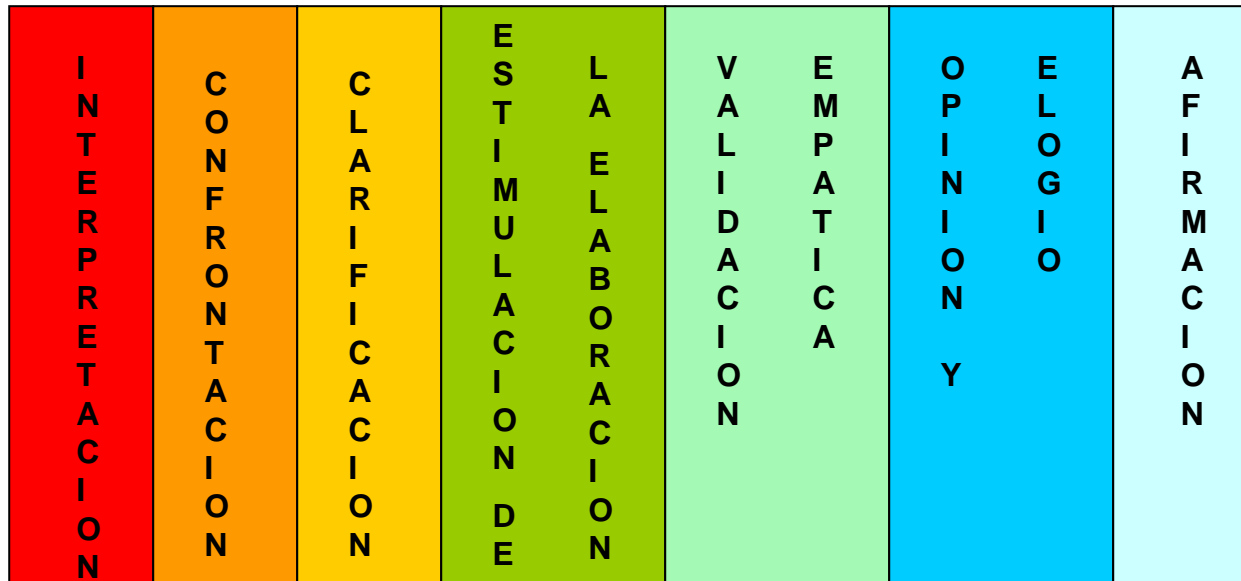 INTERPRETACION
CONFRONTACION
CLARIFICACION
ESTIMULACION DE
LA ELABORACION
VALIDACION
EMPATICA
OPINION Y
ELOGIO
AFIRMACION